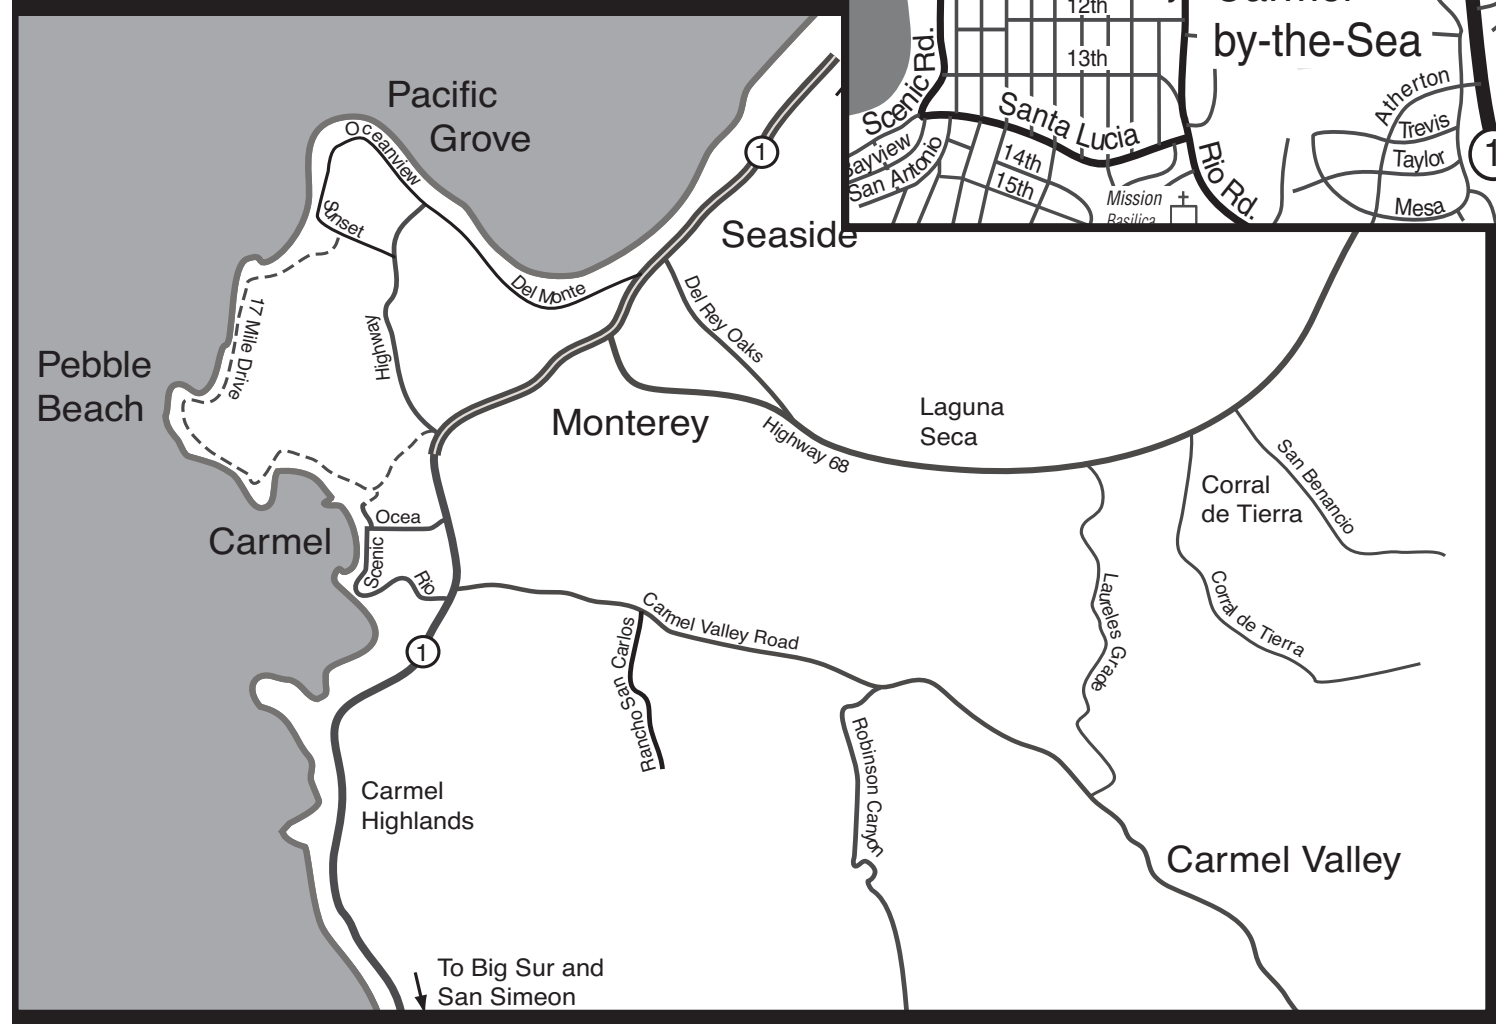 12th
by-the-Sea
13th
Scenic Rd.
Santa Lucia
Bayview
San Antonio
14th
15th
Mission
Basilica
Rio Rd.
Atherton
Trevis
Taylor
Mesa
1
Pacific
Grove
Oceanview
Sunset
1
Seaside
Del Monte
Del Rey Oaks
17 Mile Drive
Highway
Pebble
Beach
Monterey
Highway 68
Laguna
Seca
San Benancio
Corral
de Tierra
Corral de Tierra
Laureles Grade
Carmel
Ocea
Scenic
Rio
1
Carmel Valley Road
Rancho San Carlos
Robinson Canyon
Carmel
Highlands
Carmel Valley
To Big Sur and
San Simeon